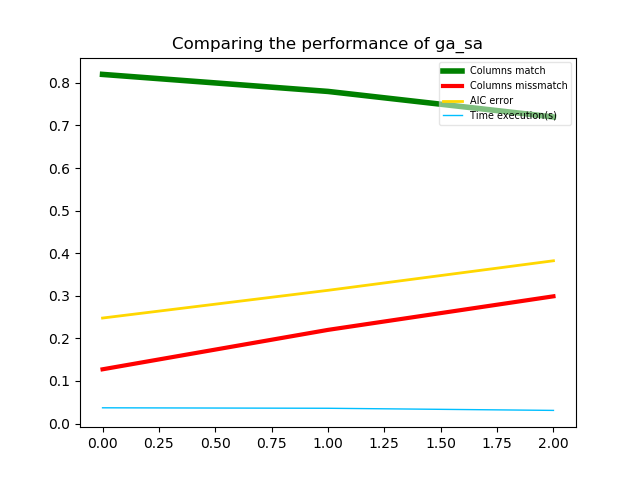 Comparing the performance of ga_sa
Columns match
Columns missmatch
AIC error
Time execution(s)
0.8
0.7
0.6
0.5
0.4
0.3
0.2
0.1
0.0
0.00 0.25 0.50 0.75 1.00 1.25 1.50 1.75 2.00